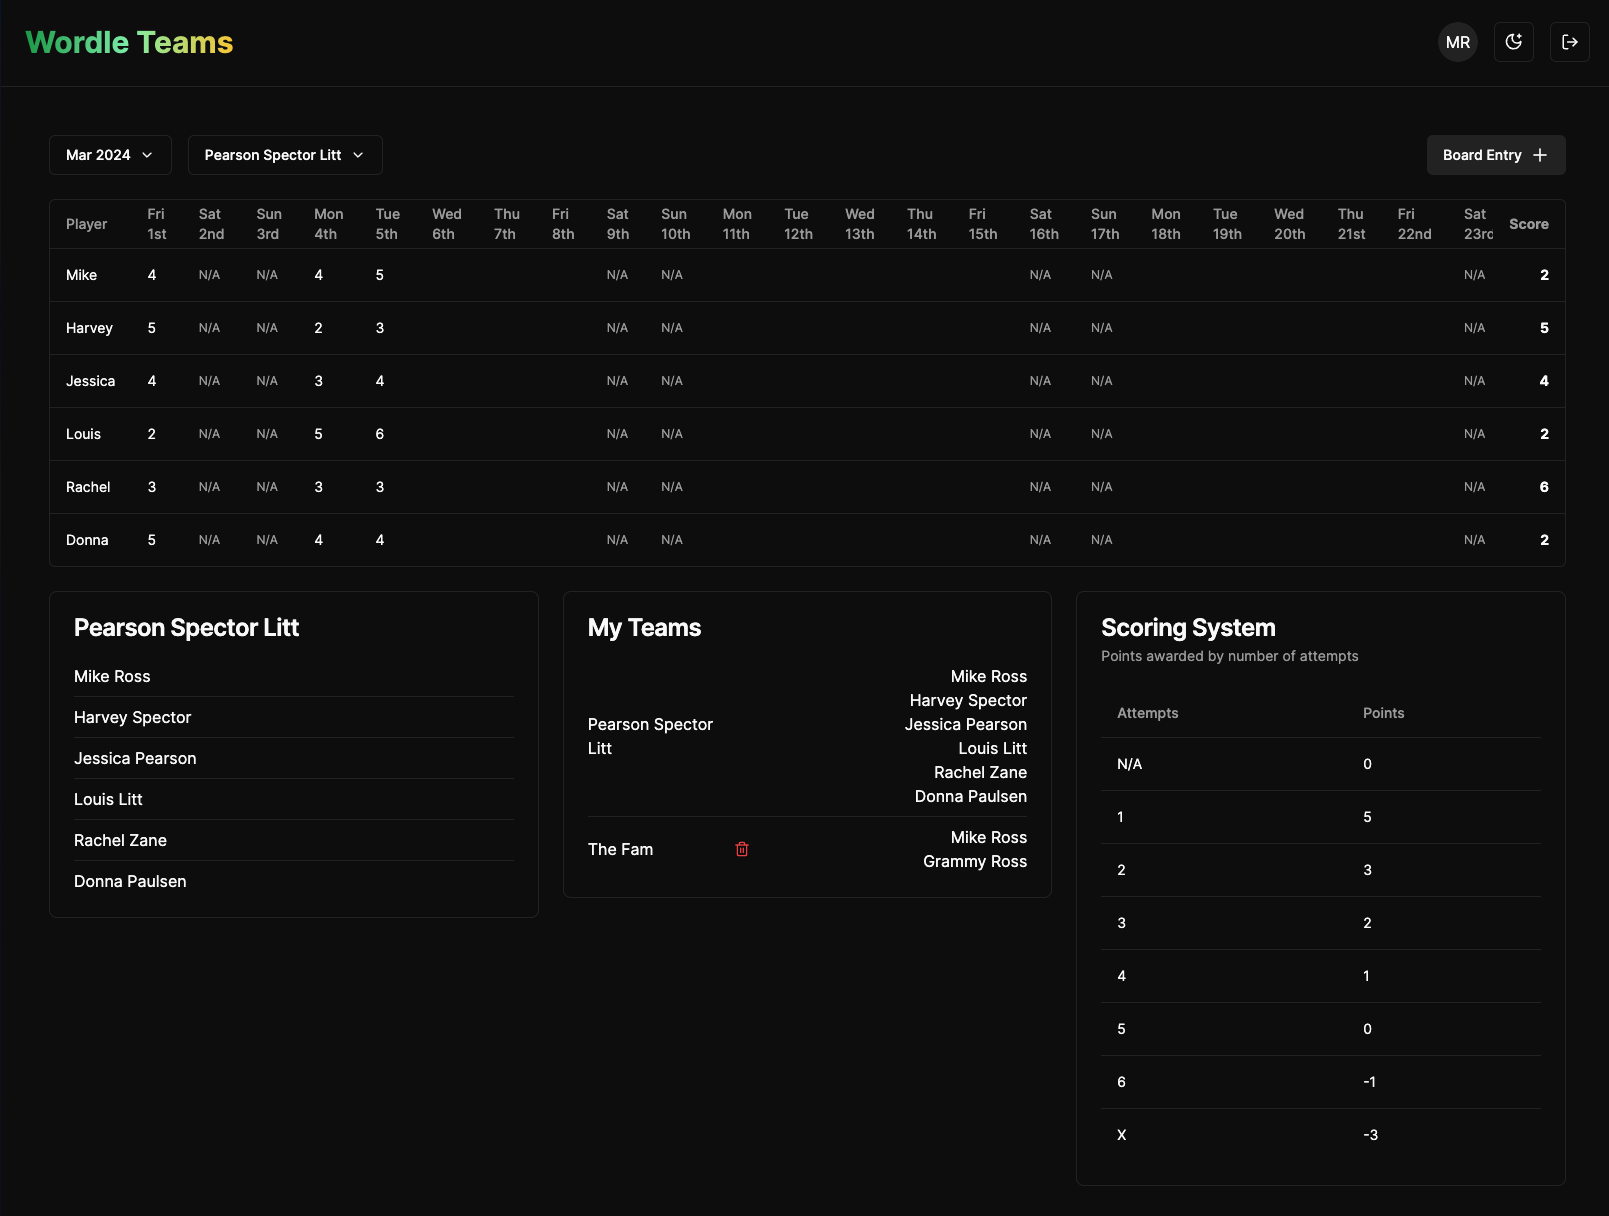 Wordle Teams
MR
Mar 2024
Pearson Spector Litt
Board Entry
Player Fri 1st Sat 2nd Sun 3rd Mon 4th Tue 5th Wed 6th Thu 7th Fri 8th Sat 9th Sun 10th Mon 11th Tue 12th Wed 13th Thu 14th Fri 15th Sat 16th Sun 17th Mon 18th Tue 19th Wed 20th Thu 21st Fri 22nd Sat 23rd Score
Mike 4 N/A N/A 4 5 N/A N/A N/A N/A N/A 2
Harvey 5 N/A N/A 2 3 N/A N/A N/A N/A N/A 5
Jessica 4 N/A N/A 3 4 N/A N/A N/A N/A N/A 4
Louis 2 N/A N/A 5 6 N/A N/A N/A N/A N/A 2
Rachel 3 N/A N/A 3 3 N/A N/A N/A N/A N/A 6
Donna 5 N/A N/A 4 4 N/A N/A N/A N/A N/A 2
Pearson Spector Litt
Mike Ross
Harvey Spector
Jessica Pearson
Louis Litt
Rachel Zane
Donna Paulsen
My Teams
Pearson Spector
Litt
Mike Ross
Harvey Spector
Jessica Pearson
Louis Litt
Rachel Zane
Donna Paulsen
The Fam
Mike Ross
Grammy Ross
Scoring System
Points awarded by number of attempts
Attempts Points
N/A 0
1 5
2 3
3 2
4 1
5 0
6 -1
X -3